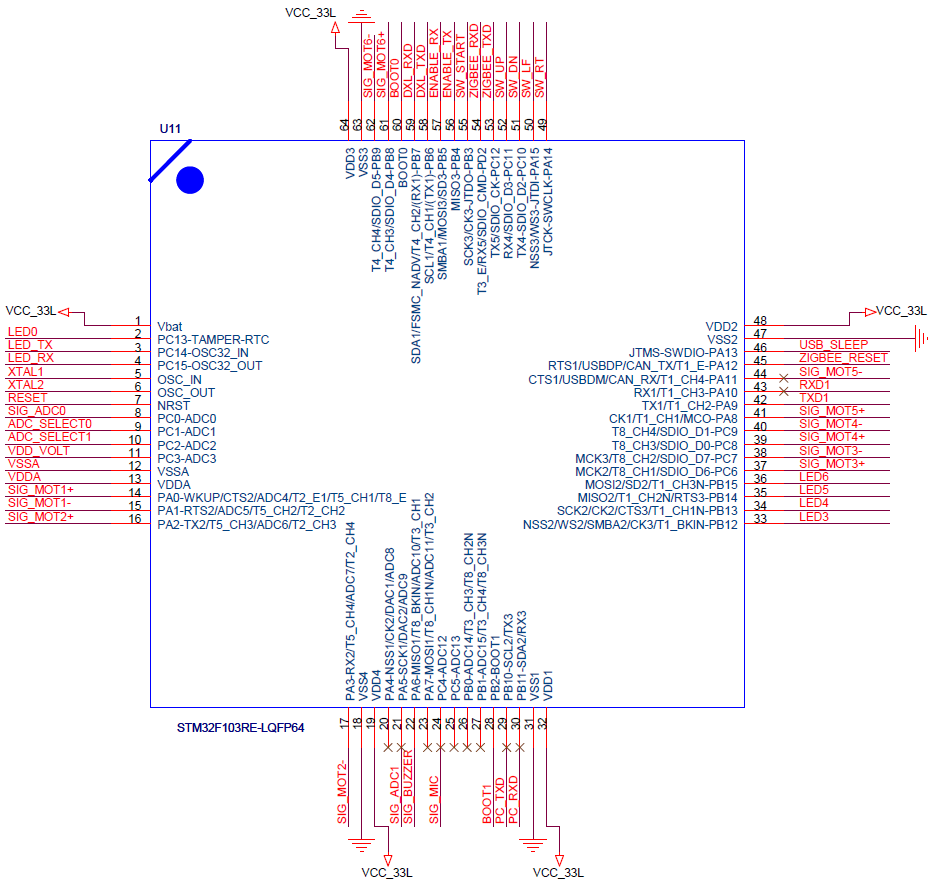 VCC_33L
SIG_MOT6-
SIG_MOT6+
BOOT0
DXL_RXD
DXL_TXD
ENABLE_RX
ENABLE_TX
SW_START
ZIGBEE_RXD
ZIGBEE_TXD
SW_UP
SW_DN
SW_LF
SW_RT
64
63
62
61
60
59
58
57
56
55
54
53
52
51
50
49
U11
VDD3
VSS3
T4_CH4/SDIO_D5-PB9
T4_CH3/SDIO_D4-PB8
BOOT0
SDA1/FSMC_NADV/T4_CH2/(RX1)-PB7
SCL1/T4_CH1/(TX1)-PB6
SMBA1/MOSI3/SD3-PB5
MISO3-PB4
SCK3/CK3-JTDO-PB3
T3_E/RX5/SDIO_CMD-PD2
TX5/SDIO_CK-PC12
RX4/SDIO_D3-PC11
TX4-SDIO_D2-PC10
NSS3/WS3-JTDI-PA15
JTCK-SWCLK-PA14
VCC_33L
1 Vbat
LED0 2 PC13-TAMPER-RTC
LED_TX 3 PC14-OSC32_IN
LED_RX 4 PC15-OSC32_OUT
XTAL1 5 OSC_IN
XTAL2 6 OSC_OUT
RESET 7 NRST
SIG_ADC0 8 PC0-ADC0
ADC_SELECT0 9 PC1-ADC1
ADC_SELECT1 10 PC2-ADC2
VDD_VOLT 11 PC3-ADC3
VSSA 12 VSSA
VDDA 13 VDDA
SIG_MOT1+ 14 PA0-WKUP/CTS2/ADC4/T2_E1/T5_CH1/T8_E
SIG_MOT1- 15 PA1-RTS2/ADC5/T5_CH2/T2_CH2
SIG_MOT2+ 16 PA2-TX2/T5_CH3/ADC6/T2_CH3
VCC_33L
VDD2 48
VSS2 47
JTMS-SWDIO-PA13 46 USB_SLEEP
RTS1/USBDP/CAN_TX/T1_E-PA12 45 ZIGBEE_RESET
CTS1/USBDM/CAN_RX/T1_CH4-PA11 44 SIG_MOT5-
RX1/T1_CH3-PA10 43 RXD1
TX1/T1_CH2-PA9 42 TXD1
CK1/T1_CH1/MCO-PA8 41 SIG_MOT5+
T8_CH4/SDIO_D1-PC9 40 SIG_MOT4-
T8_CH3/SDIO_D0-PC8 39 SIG_MOT4+
MCK3/T8_CH2/SDIO_D7-PC7 38 SIG_MOT3-
MCK2/T8_CH1/SDIO_D6-PC6 37 SIG_MOT3+
MOSI2/SD2/T1_CH3N-PB15 36 LED6
MISO2/T1_CH2N/RTS3-PB14 35 LED5
SCK2/CK2/CTS3/T1_CH1N-PB13 34 LED4
NSS2/WS2/SMBA2/CK3/T1_BKIN-PB12 33 LED3
PA3-RX2/T5_CH4/ADC7/T2_CH4
VSS4
VDD4
PA4-NSS1/CK2/DAC1/ADC8
PA5-SCK1/DAC2/ADC9
PA6-MISO1/T8_BKIN/ADC10/T3_CH1
PA7-MOSI1/T8_CH1N/ADC11/T3_CH2
PC4-ADC12
PC5-ADC13
PB0-ADC14/T3_CH3/T8_CH2N
PB1-ADC15/T3_CH4/T8_CH3N
PB2-BOOT1
PB10-SCL2/TX3
PB11-SDA2/RX3
VSS1
VDD1
STM32F103RE-LQFP64
17
18
19
20
21
22
23
24
25
26
27
28
29
30
31
32
SIG_MOT2-
SIG_ADC1
SIG_BUZZER
SIG_MIC
BOOT1
PC_TXD
PC_RXD
VCC_33L
VCC_33L